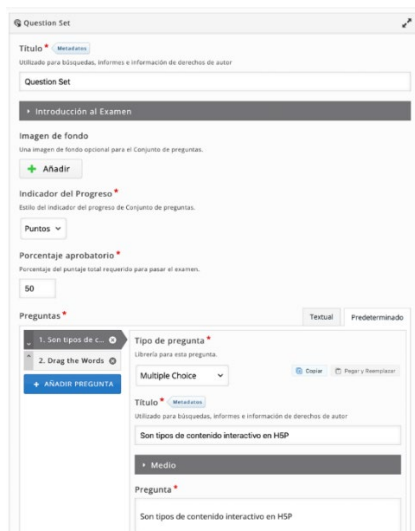 Question Set
Título * Metadatos
Utilizado para búsquedas, informes e información de derechos de autor
Question Set
Introducción al Examen
Imagen de fondo
Una imagen de fondo opcional para el Conjunto de preguntas.
+ Añadir
Indicador del Progreso *
Estilo del indicador del progreso de Conjunto de preguntas.
Puntos
Porcentaje aprobatorio *
Porcentaje del puntaje total requerido para pasar el examen.
50
Preguntas *
Textual Predeterminado
1. Son tipos de c...
2. Drag the Words
+ AÑADIR PREGUNTA
Tipo de pregunta *
Librería para esta pregunta.
Multiple Choice
Copiar Pegar y Reemplazar
Título * Metadatos
Utilizado para búsquedas, informes e información de derechos de autor
Son tipos de contenido interactivo en H5P
Medio
Pregunta *
Son tipos de contenido interactivo en H5P